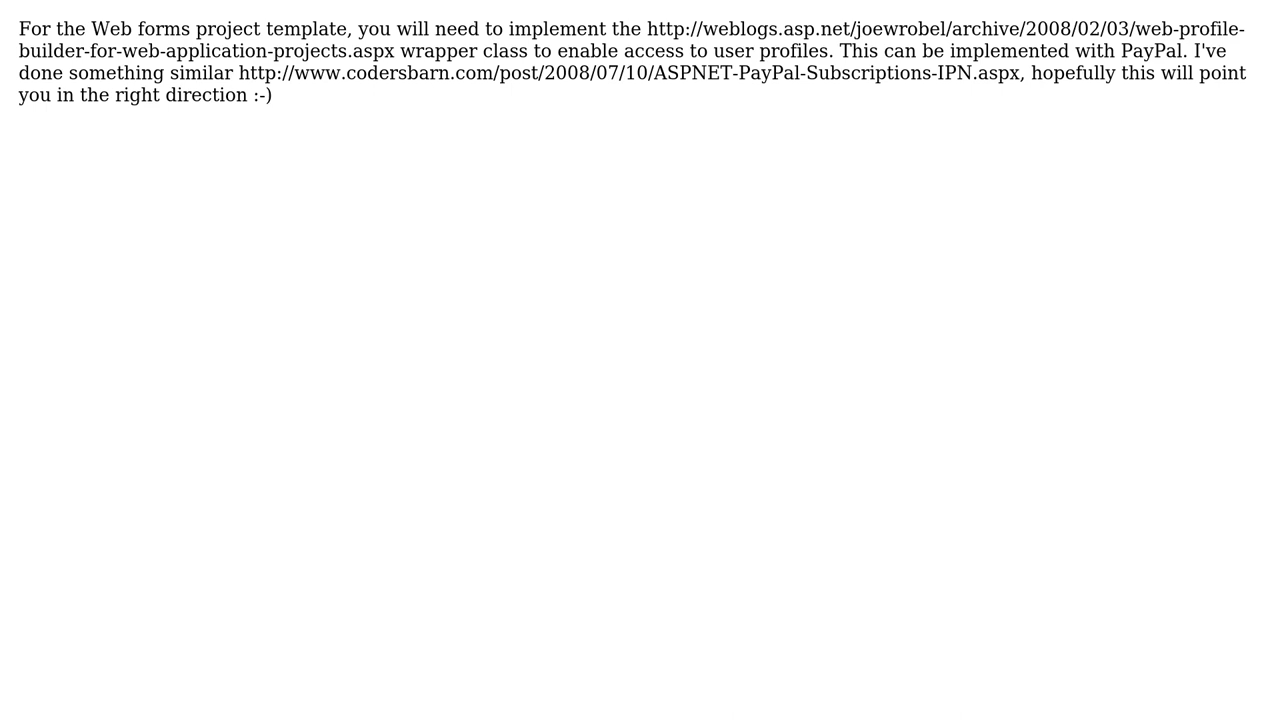 For the Web forms project template, you will need to implement the http://weblogs.asp.net/joewrobel/archive/2008/02/03/web-profile-
builder-for-web-application-projects.aspx wrapper class to enable access to user profiles. This can be implemented with PayPal. I've
done something similar http://www.codersbarn.com/post/2008/07/10/ASPNET-PayPal-Subscriptions-IPN.aspx, hopefully this will point
you in the right direction :-)